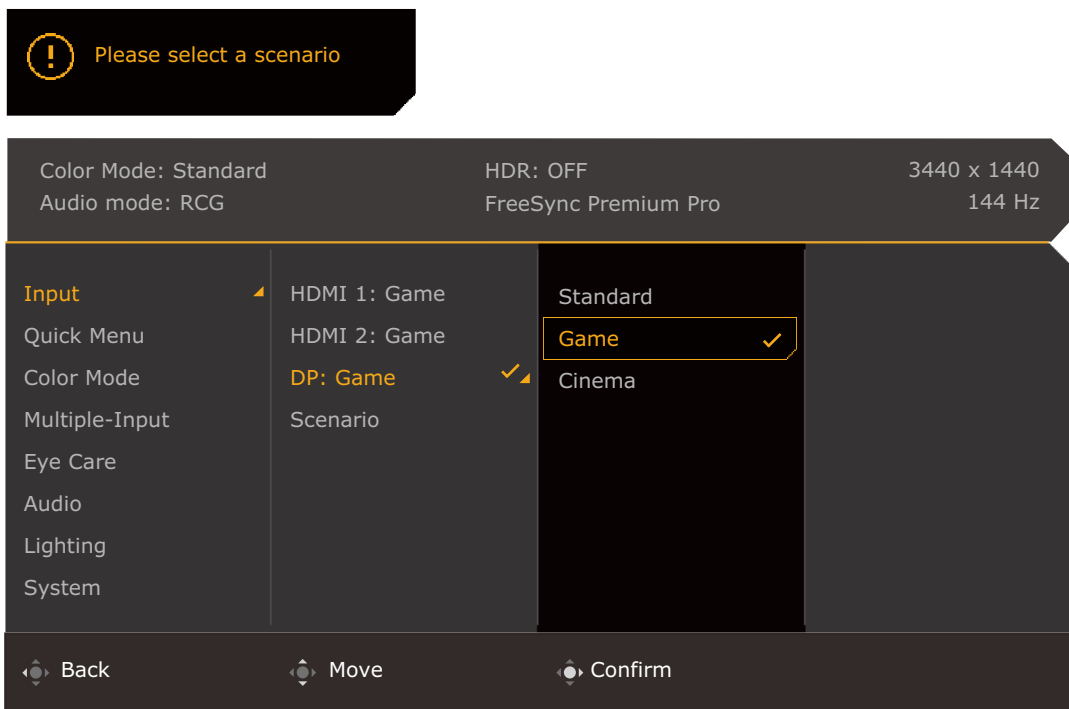 Please select a scenario
Color Mode: Standard
Audio mode: RCG
HDR: OFF
FreeSync Premium Pro
3440 x 1440
144 Hz
Input
Quick Menu
Color Mode
Multiple-Input
Eye Care
Audio
Lighting
System
HDMI 1: Game
HDMI 2: Game
DP: Game
Scenario
Standard
Game
Cinema
Back
Move
Confirm